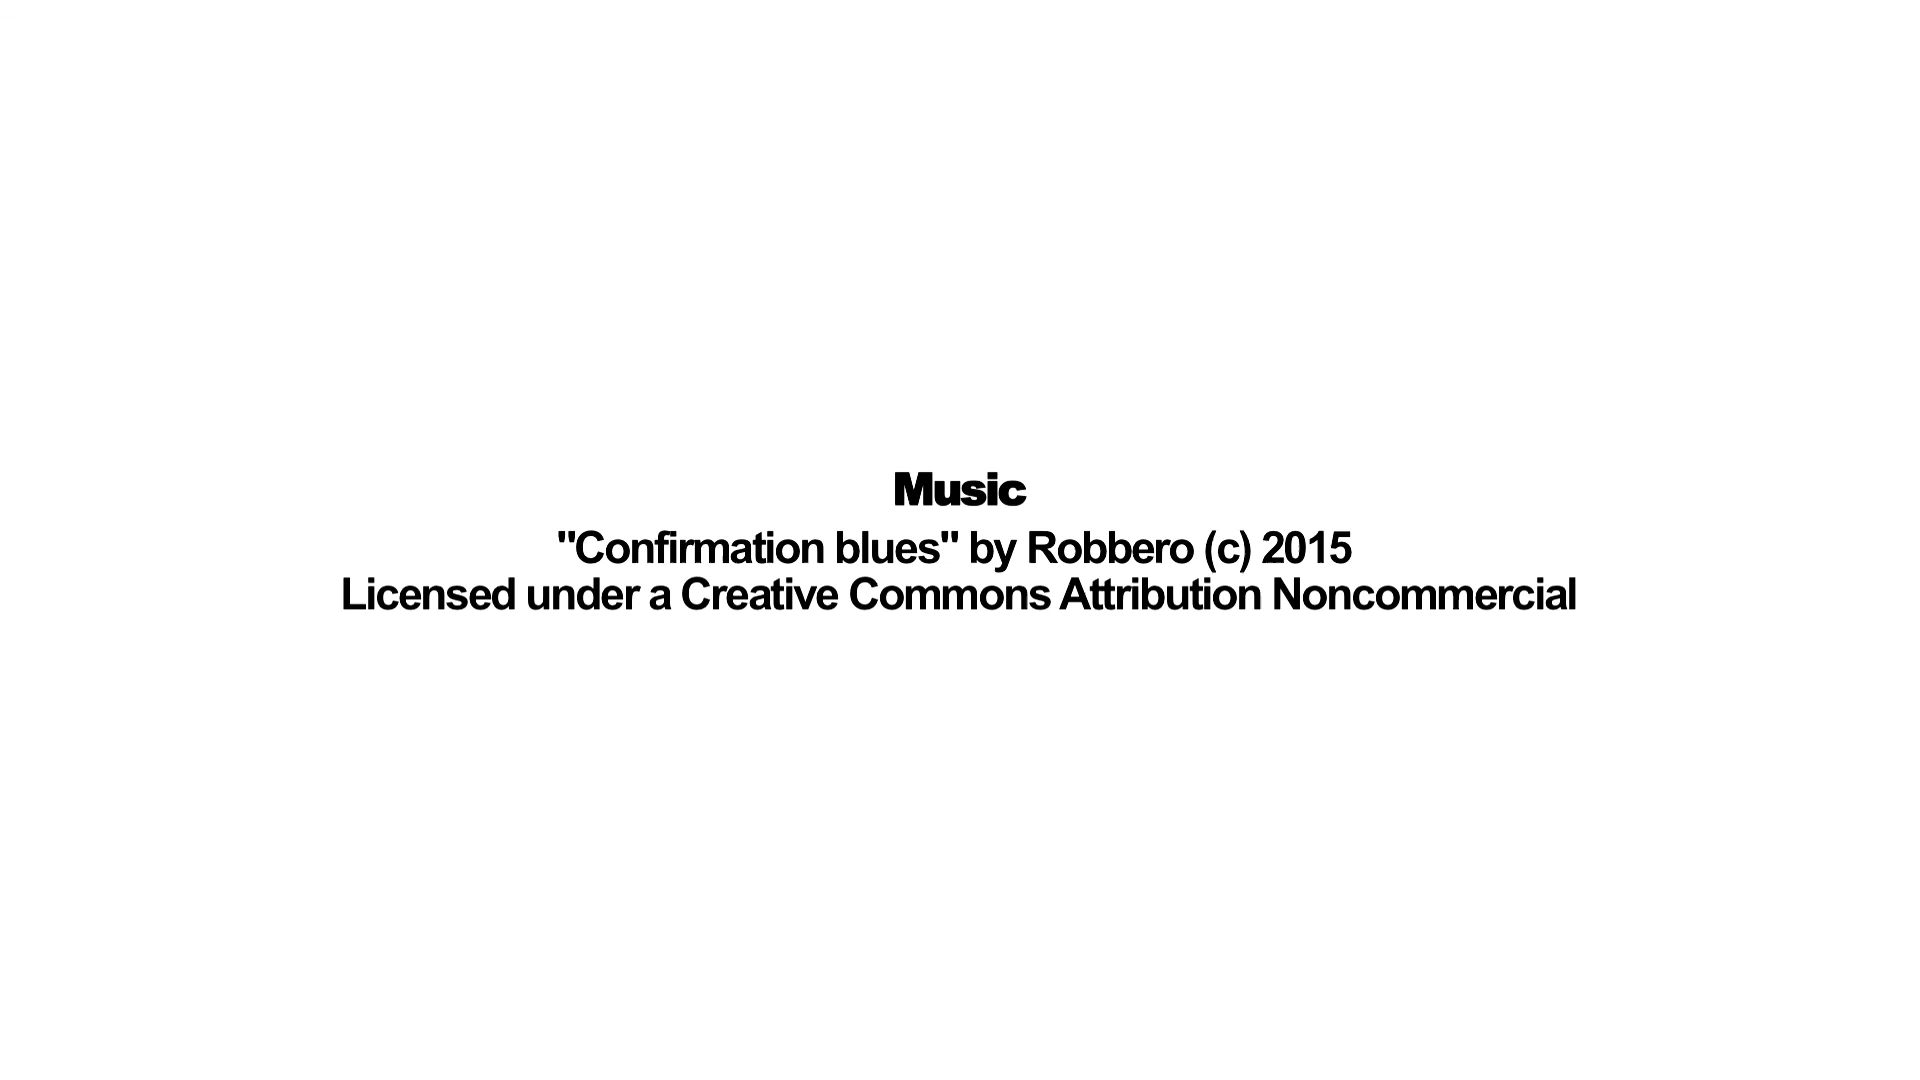 Music
"Confirmation blues" by Robbero (c) 2015
Licensed under a Creative Commons Attribution Noncommercial